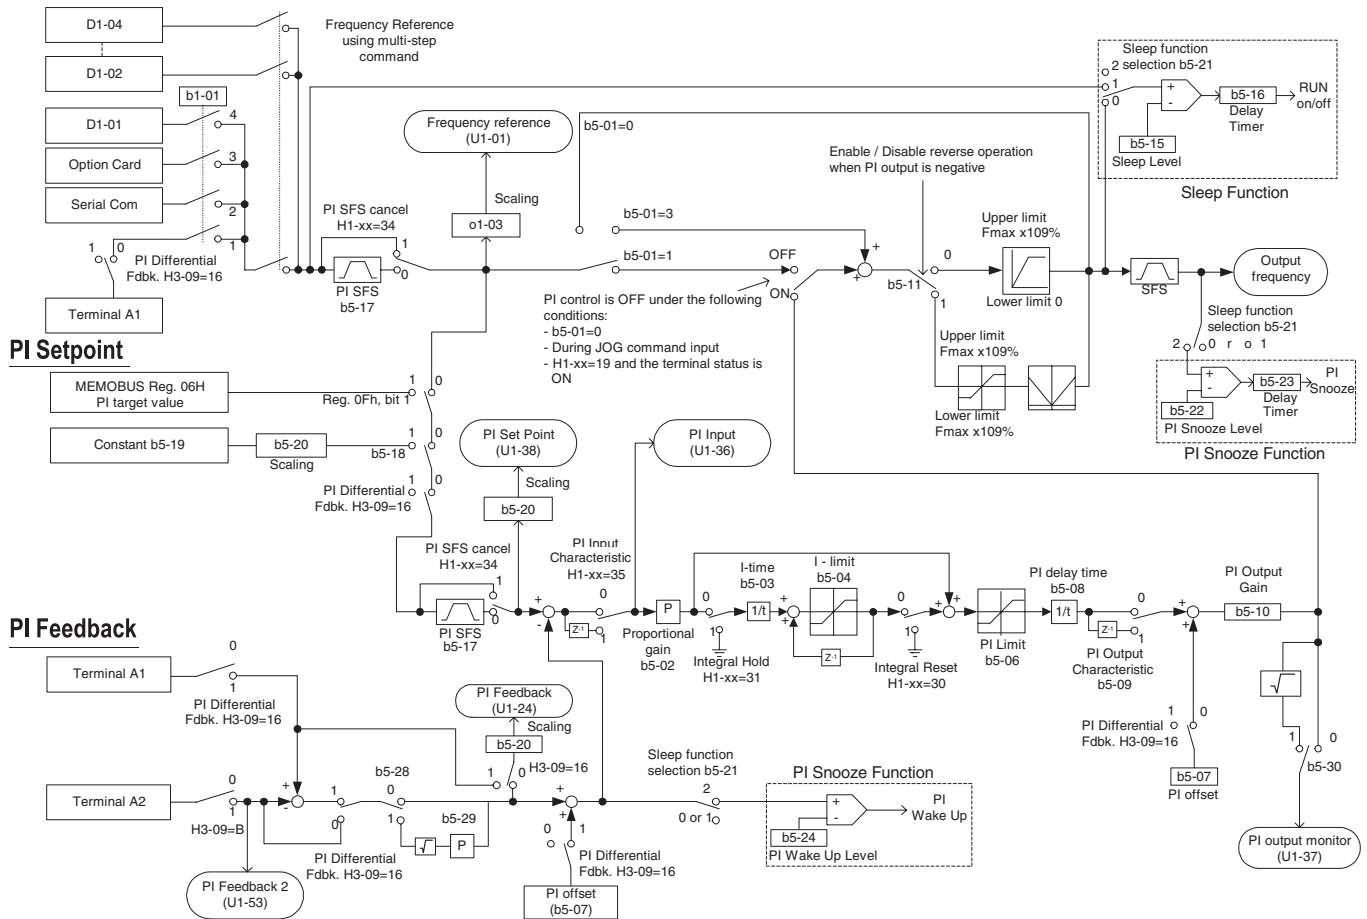 D1-04
D1-02
b1-01
D1-01
4
Option Card
3
Serial Com
2
1
1 0
PI Differential
Fdbk. H3-09=16
Terminal A1
Frequency Reference
using multi-step
command
Frequency reference
(U1-01)
Scaling
o1-03
PI SFS cancel
H1-xx=34
1
0
PI SFS
b5-17
b5-01=0
b5-01=3
b5-01=1
Enable / Disable reverse operation
when PI output is negative
OFF
ON
PI control is OFF under the following
conditions:
- b5-01=0
- During JOG command input
- H1-xx=19 and the terminal status is
ON
+
+
b5-11
0
1
Upper limit
Fmax x109%
Lower limit 0
Upper limit
Fmax x109%
Lower limit
Fmax x109%
Sleep function
selection b5-21
2
1
0
+
-
b5-16
Delay
Timer
RUN
on/off
b5-15
Sleep Level
Sleep Function
SFS
Output
frequency
Sleep function
selection b5-21
2
0 r o 1
+
-
b5-23
Delay
Timer
PI
Snooze
b5-22
PI Snooze Level
PI Snooze Function
PI Setpoint
MEMOBUS Reg. 06H
PI target value
1 0
Reg. 0Fh, bit 1
Constant b5-19
b5-20
Scaling
1 0
b5-18
PI Differential
Fdbk. H3-09=16
1 0
PI Set Point
(U1-38)
Scaling
b5-20
PI Input
(U1-36)
PI SFS cancel
H1-xx=34
1
0
PI SFS
b5-17
+
-
PI Input
Characteristic
H1-xx=35
0
Z-1
1
P
Proportional
gain
b5-02
0
1
Integral Hold
H1-xx=31
I-time
b5-03
1/t
+
+
I - limit
b5-04
Z-1
0
1
Integral Reset
H1-xx=30
+
+
PI Limit
b5-06
PI delay time
b5-08
1/t
0
Z-1
1
PI Output
Characteristic
b5-09
+
+
PI Output
Gain
b5-10
PI Differential
Fdbk. H3-09=16
1 0
b5-07
PI offset
√
1
0
b5-30
PI output monitor
(U1-37)
PI Feedback
Terminal A1
0
1
PI Differential
Fdbk. H3-09=16
Terminal A2
0
1
H3-09=B
+
-
PI Feedback 2
(U1-53)
1
0
PI Differential
Fdbk. H3-09=16
b5-28
0
1
b5-29
√
P
PI Feedback
(U1-24)
Scaling
b5-20
1 0
H3-09=16
+
+
0 1
PI Differential
Fdbk. H3-09=16
PI offset
(b5-07)
Sleep function
selection b5-21
2
0 or 1
PI Snooze Function
+
-
b5-24
PI Wake Up Level
PI
Wake Up